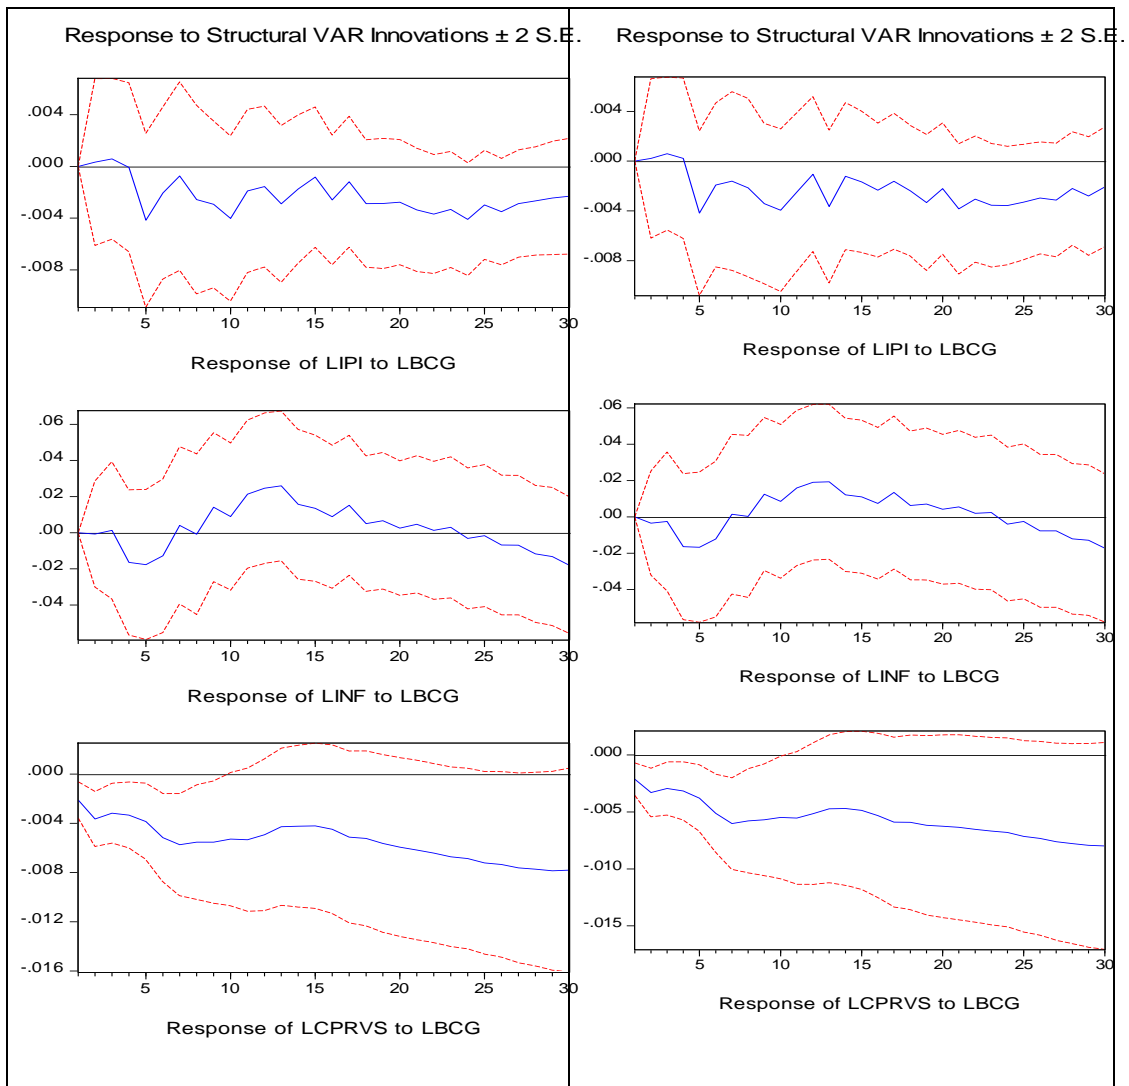 Response to Structural VAR Innovations ± 2 S.E.
.004
.000
-.004
-.008
5 10 15 20 25 30
Response of LIPI to LBCG
.06
.04
.02
.00
-.02
-.04
5 10 15 20 25 30
Response of LINF to LBCG
.000
-.004
-.008
-.012
-.016
5 10 15 20 25 30
Response of LCPRVS to LBCG
Response to Structural VAR Innovations ± 2 S.E.
.004
.000
-.004
-.008
5 10 15 20 25 30
Response of LIPI to LBCG
.06
.04
.02
.00
-.02
-.04
5 10 15 20 25 30
Response of LINF to LBCG
.000
-.005
-.010
-.015
5 10 15 20 25 30
Response of LCPRVS to LBCG